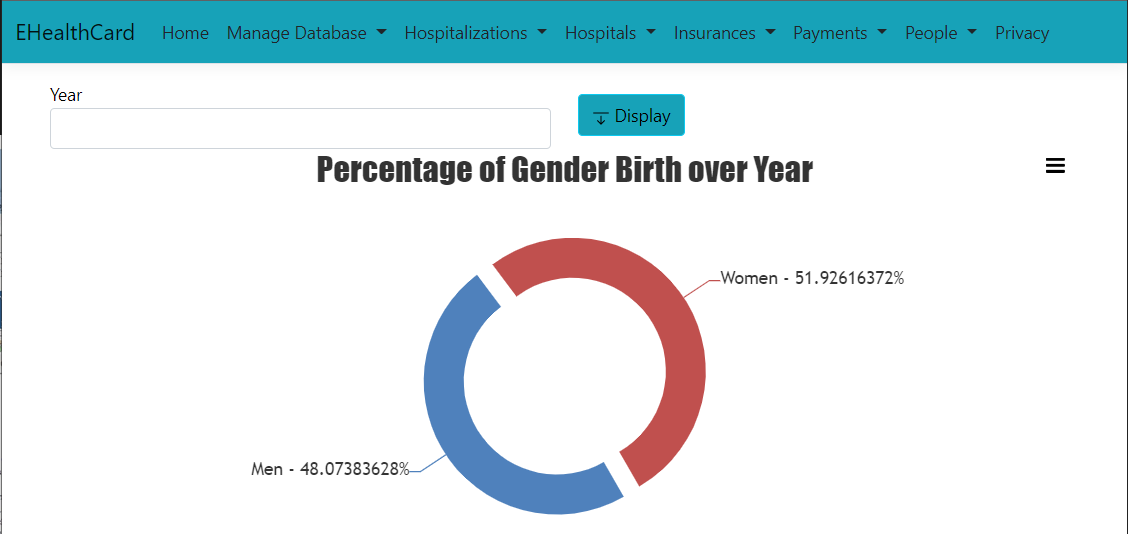 EHealthCard Home Manage Database Hospitalizations Hospitals Insurances Payments People Privacy
Year
Display
Percentage of Gender Birth over Year
Women - 51.92616372%
Men - 48.07383628%